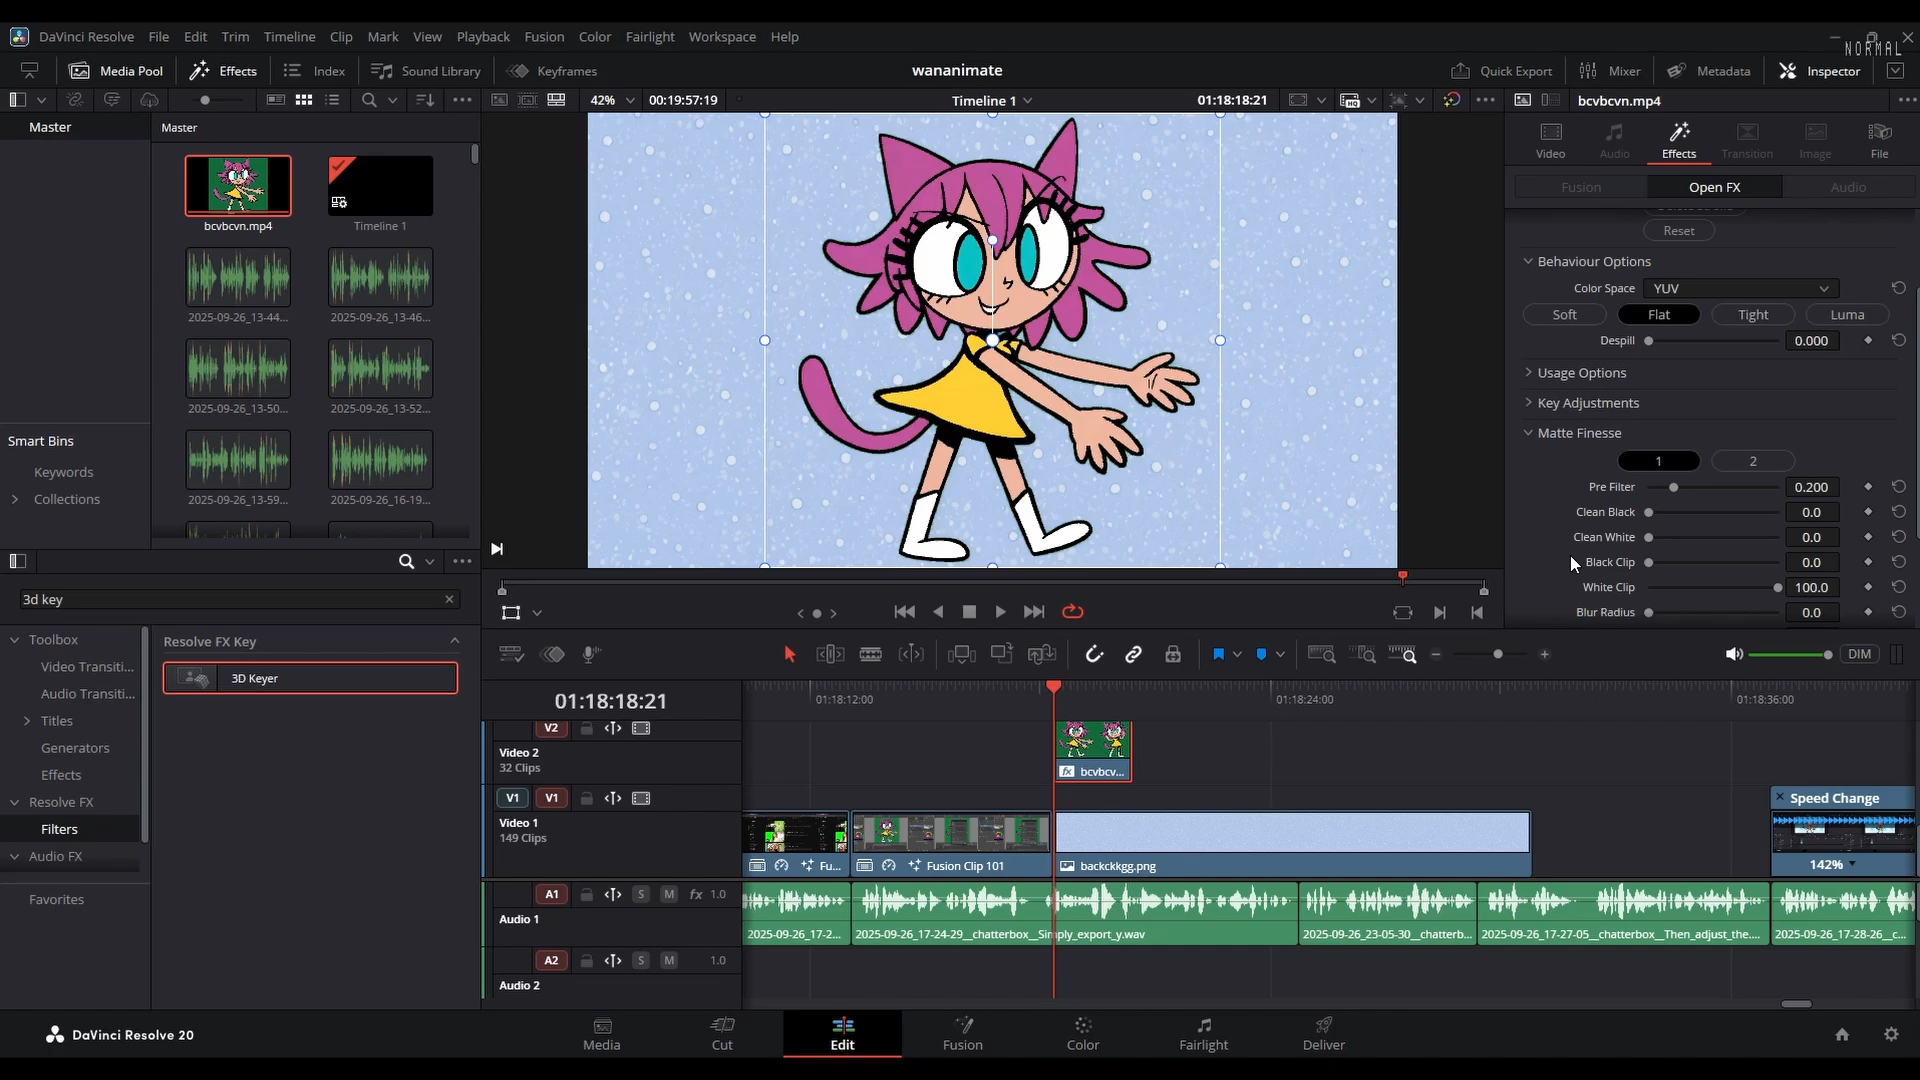 DaVinci Resolve File Edit Trim Timeline Clip Mark View Playback Fusion Color Fairlight Workspace Help
NORMAL
Media Pool Effects Index Sound Library Keyframes wananimate Quick Export Mixer Metadata Inspector
42% 00:19:57:19 Timeline 1 01:18:18:21 bcvbcvn.mp4
Master
Master
bcvbcvn.mp4 Timeline 1
2025-09-26_13-44... 2025-09-26_13-46...
2025-09-26_13-50... 2025-09-26_13-52...
2025-09-26_13-59... 2025-09-26_16-19...
Smart Bins
Keywords
Collections
Video Audio Effects Transition Image File
Fusion Open FX Audio
Reset
Behaviour Options
Color Space YUV
Soft Flat Tight Luma
Despill 0.000
Usage Options
Key Adjustments
Matte Finesse
1 2
Pre Filter 0.200
Clean Black 0.0
Clean White 0.0
Black Clip 0.0
White Clip 100.0
Blur Radius 0.0
3d key
Toolbox
Video Transiti...
Audio Transiti...
Titles
Generators
Effects
Resolve FX
Filters
Audio FX
Favorites
Resolve FX Key
3D Keyer
DIM
01:18:18:21 01:18:12:00 01:18:24:00 01:18:36:00
V2
Video 2
32 Clips
fx bcvbcv...
V1 V1
Video 1
149 Clips
Fu... Fusion Clip 101 backckkgg.png
Speed Change
142%
A1 S M fx 1.0
Audio 1
2025-09-26_17-2... 2025-09-26_17-24-29__chatterbox__Simply_export_y.wav 2025-09-26_23-05-30__chatterb... 2025-09-26_17-27-05__chatterbox__Then_adjust_the.... 2025-09-26_17-28-26__c...
A2 S M 1.0
Audio 2
DaVinci Resolve 20
Media Cut Edit Fusion Color Fairlight Deliver